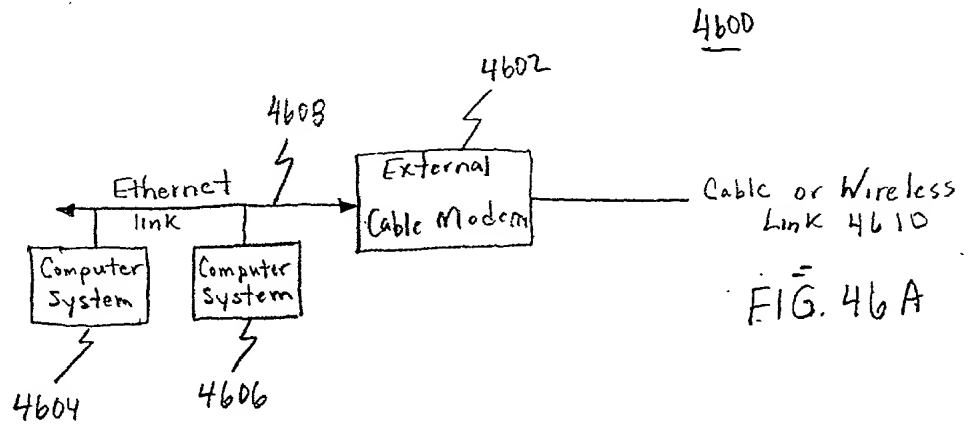 4600
4602
4608
External
Cable Modem
Ethernet
link
Cable or Wireless
Link 4610
Computer
System
Computer
System
FIG. 46A
4604
4606